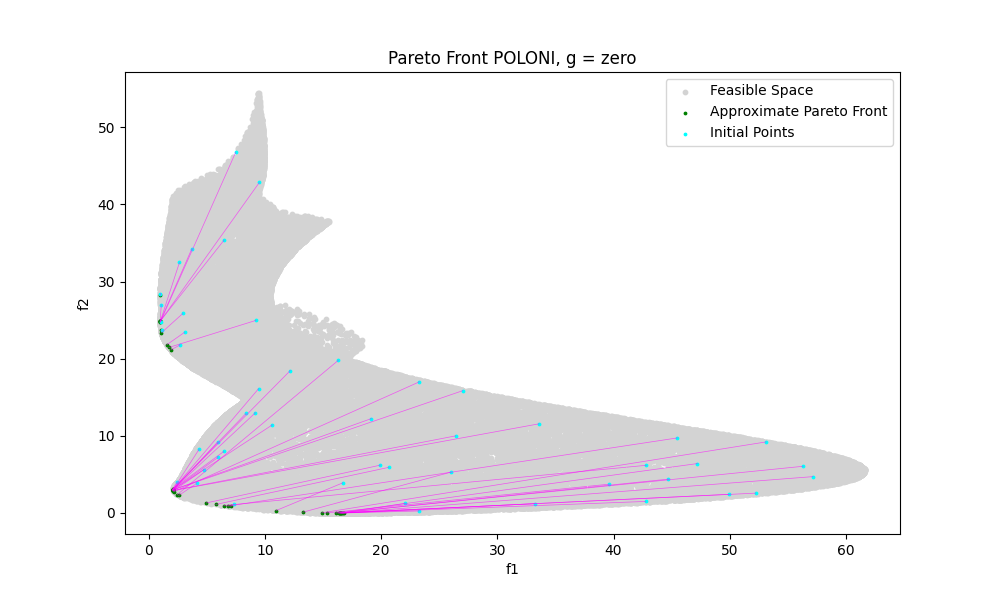 Pareto Front POLONI, g = zero
Feasible Space
Approximate Pareto Front
Initial Points
50
40
30
20
10
0
f2
0 10 20 30 40 50 60
f1